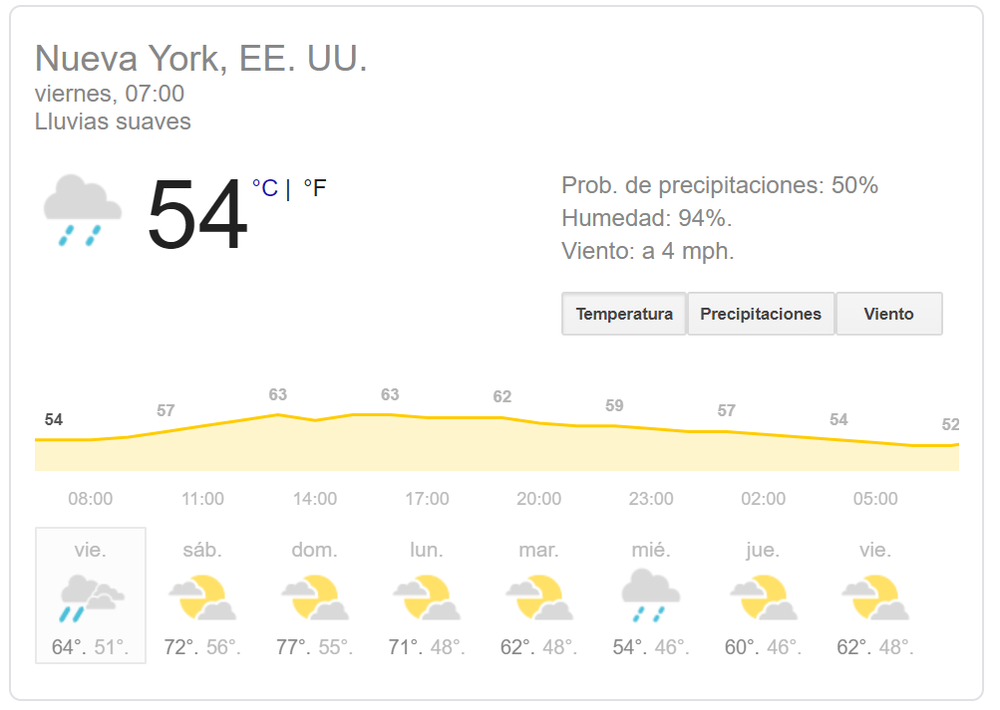 Nueva York, EE. UU.
viernes, 07:00
Lluvias suaves
54 °C | °F
Prob. de precipitaciones: 50%
Humedad: 94%.
Viento: a 4 mph.
Temperatura Precipitaciones Viento
54 57 63 63 62 59 57 54 52
08:00 11:00 14:00 17:00 20:00 23:00 02:00 05:00
vie. sáb. dom. lun. mar. mié. jue. vie.
64°. 51°. 72°. 56°. 77°. 55°. 71°. 48°. 62°. 48°. 54°. 46°. 60°. 46°. 62°. 48°.